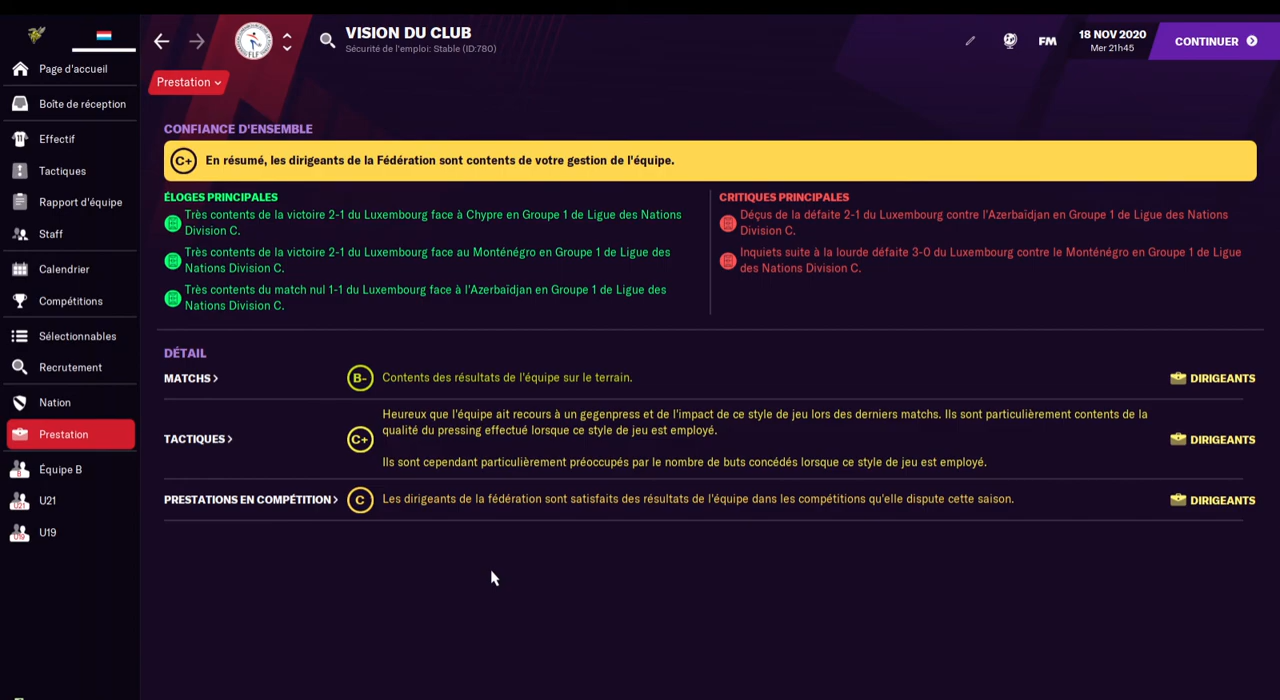 VISION DU CLUB
Sécurité de l'emploi: Stable (ID:780)
FM
18 NOV 2020
Mer 21h45
CONTINUER
Page d'accueil
Boîte de réception
Effectif
Tactiques
Rapport d'équipe
Staff
Calendrier
Compétitions
Sélectionnables
Recrutement
Nation
Prestation
Équipe B
U21
U19
Prestation
CONFIANCE D'ENSEMBLE
C+ En résumé, les dirigeants de la Fédération sont contents de votre gestion de l'équipe.
ÉLOGES PRINCIPALES
Très contents de la victoire 2-1 du Luxembourg face à Chypre en Groupe 1 de Ligue des Nations
Division C.
Très contents de la victoire 2-1 du Luxembourg face au Monténégro en Groupe 1 de Ligue des
Nations Division C.
Très contents du match nul 1-1 du Luxembourg face à l'Azerbaïdjan en Groupe 1 de Ligue des
Nations Division C.
CRITIQUES PRINCIPALES
Déçus de la défaite 2-1 du Luxembourg contre l'Azerbaïdjan en Groupe 1 de Ligue des Nations
Division C.
Inquiets suite à la lourde défaite 3-0 du Luxembourg contre le Monténégro en Groupe 1 de Ligue
des Nations Division C.
DÉTAIL
MATCHS > B- Contents des résultats de l'équipe sur le terrain. DIRIGEANTS
Heureux que l'équipe ait recours à un gegenpress et de l'impact de ce style de jeu lors des derniers matchs. Ils sont particulièrement contents de la
qualité du pressing effectué lorsque ce style de jeu est employé.
TACTIQUES > C+ DIRIGEANTS
Ils sont cependant particulièrement préoccupés par le nombre de buts concédés lorsque ce style de jeu est employé.
PRESTATIONS EN COMPÉTITION > C Les dirigeants de la fédération sont satisfaits des résultats de l'équipe dans les compétitions qu'elle dispute cette saison. DIRIGEANTS